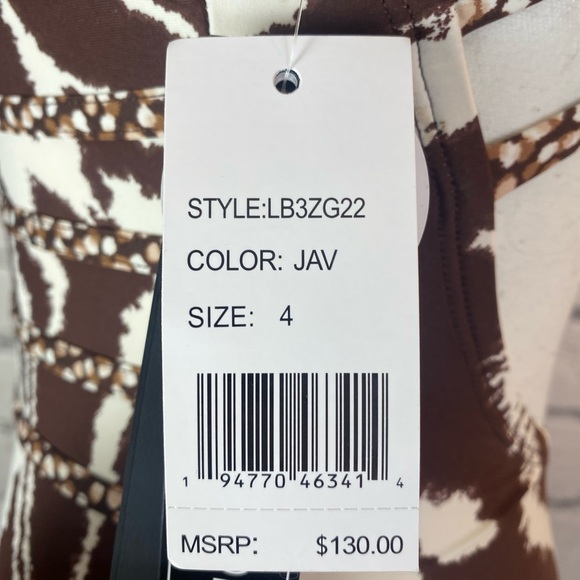 STYLE:LB3ZG22
COLOR: JAV
SIZE: 4
1 94770 46341 4
MSRP: $130.00